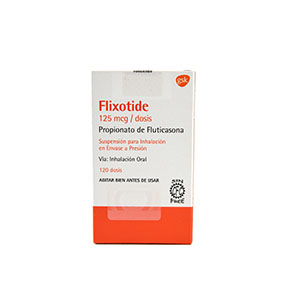 gsk
Flixotide
125 mcg / dosis
Propionato de Fluticasona
Suspensión para Inhalación
en Envase a Presión
Vía: Inhalación Oral
120 dosis
AGITAR BIEN ANTES DE USAR